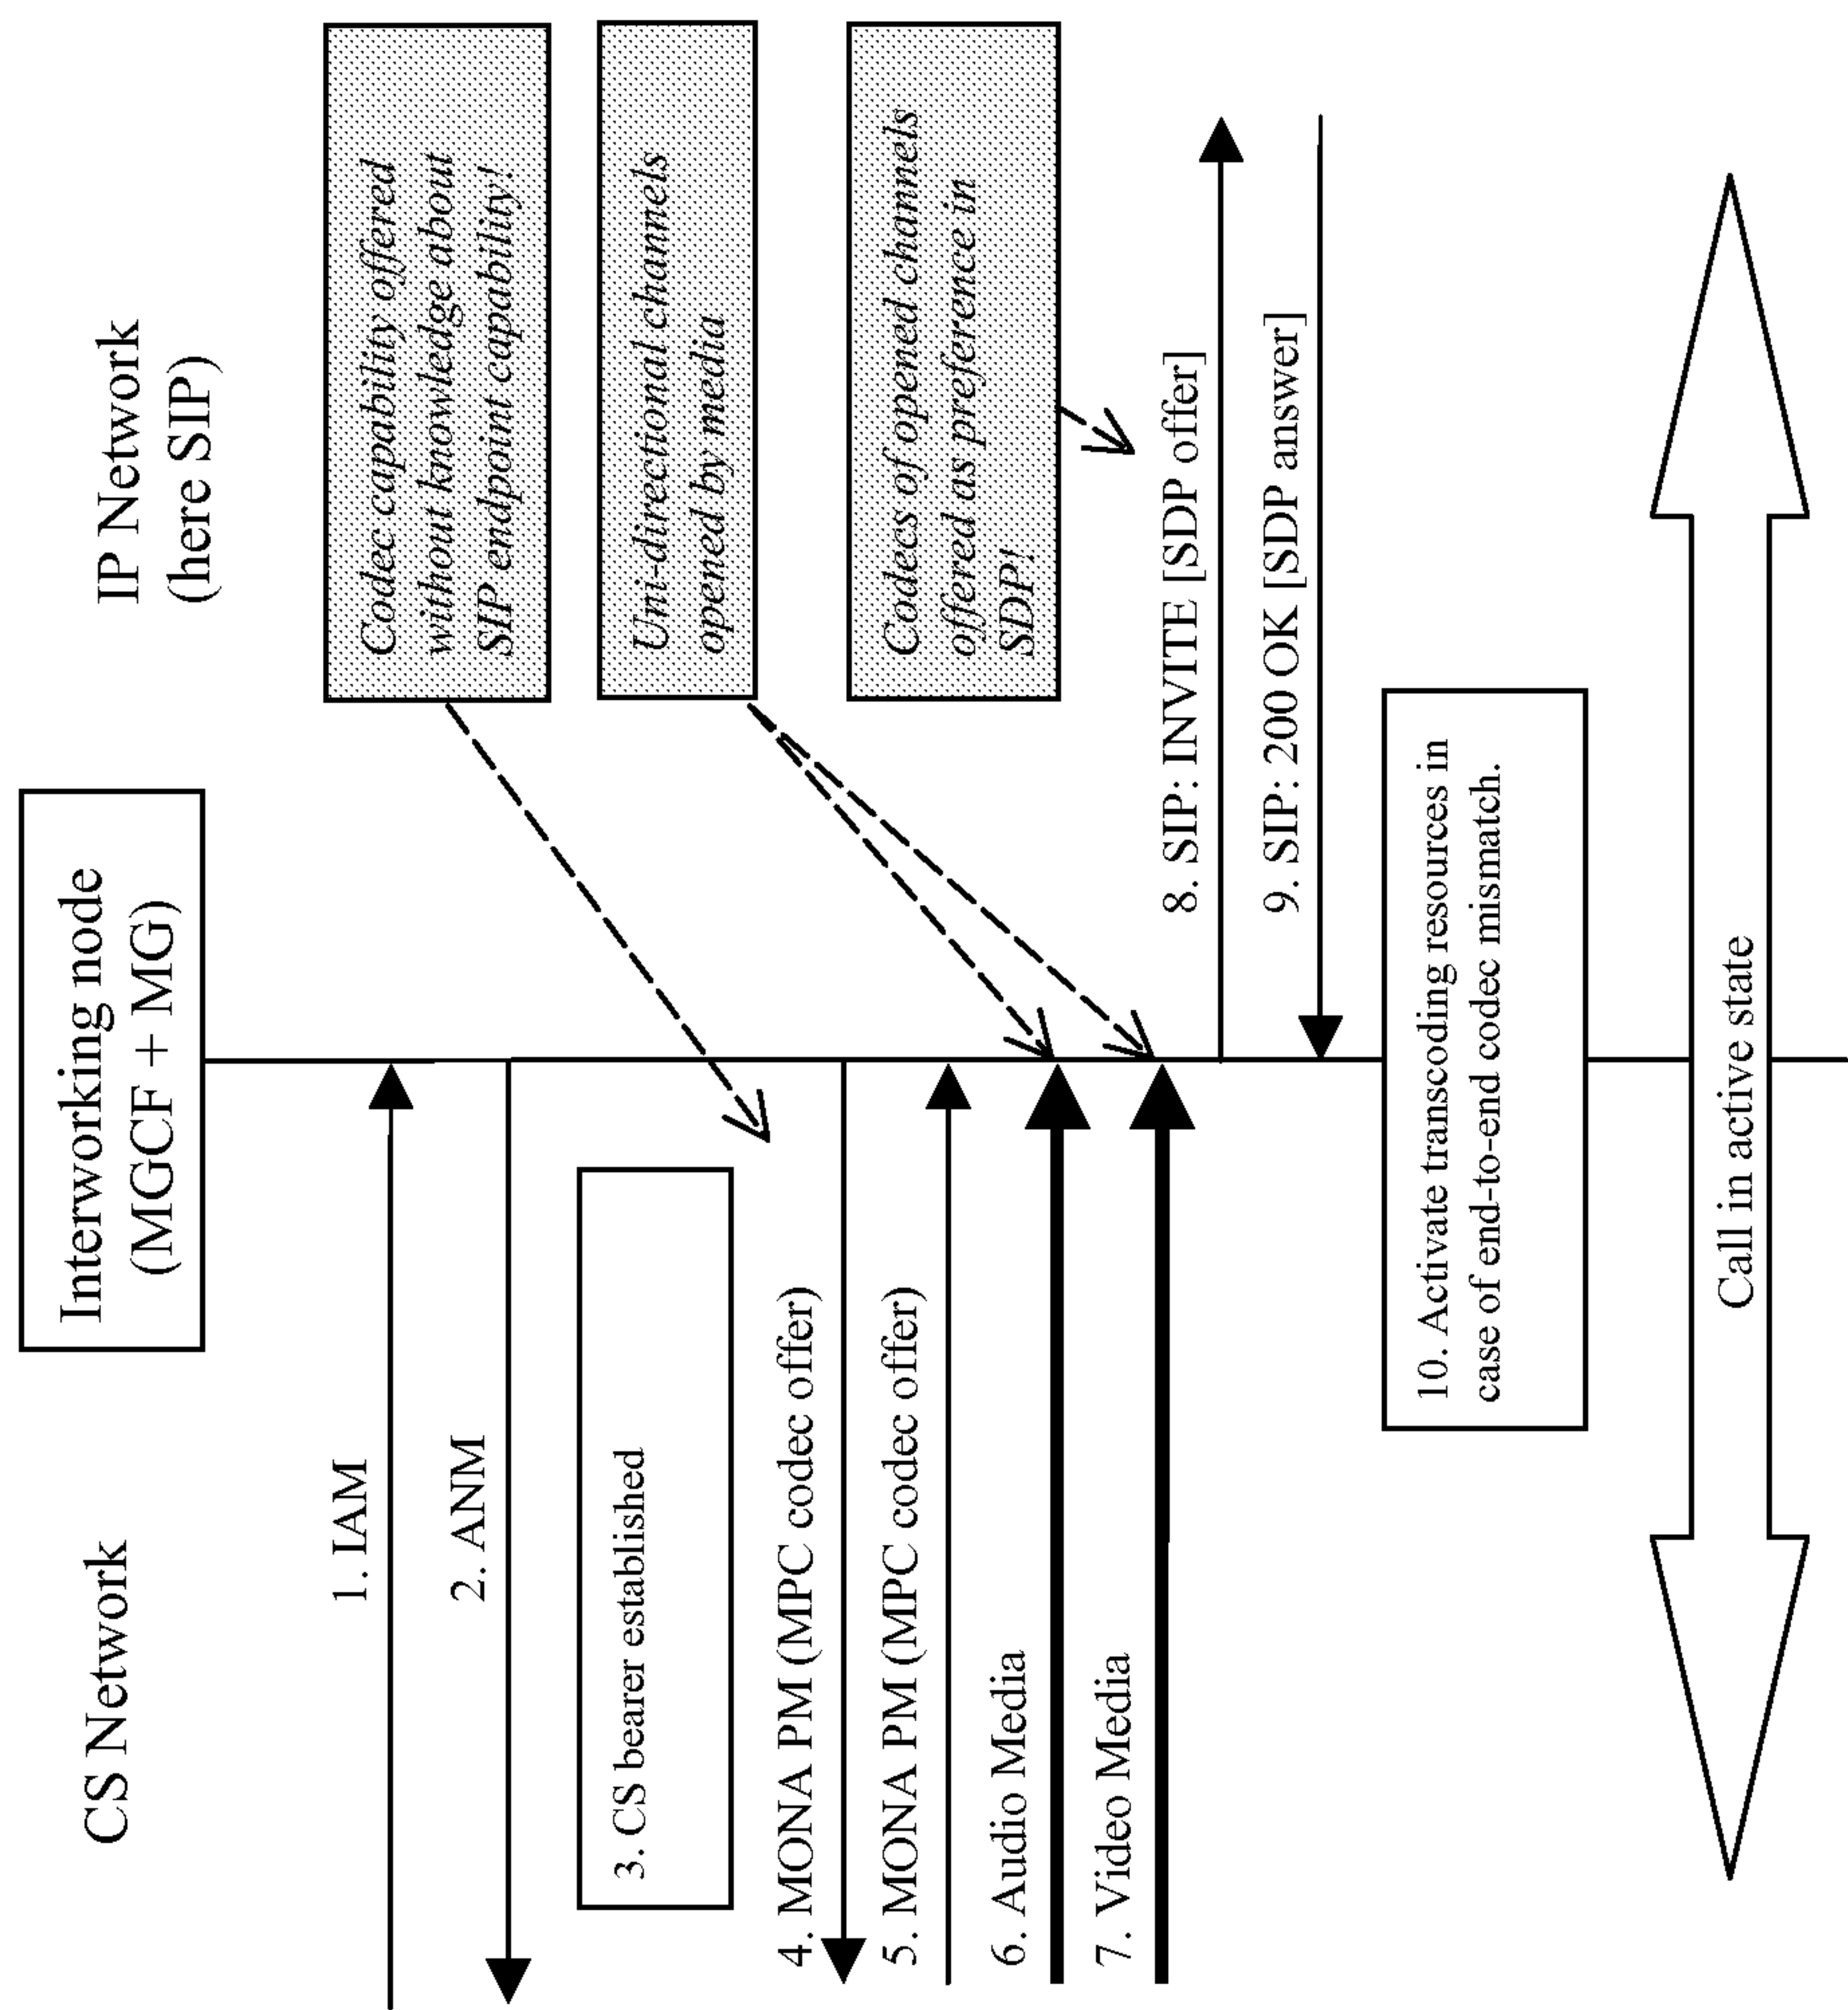 CS Network
Interworking node
(MGCF + MG)
IP Network
(here SIP)
1. IAM
2. ANM
Codec capability offered
without knowledge about
SIP endpoint capability!
3. CS bearer established
Uni-directional channels
opened by media
4. MONA PM (MPC codec offer)
5. MONA PM (MPC codec offer)
Codecs of opened channels
offered as preference in
SDP!
6. Audio Media
7. Video Media
8. SIP: INVITE [SDP offer]
9. SIP: 200 OK [SDP answer]
10. Activate transcoding resources in
case of end-to-end codec mismatch.
Call in active state